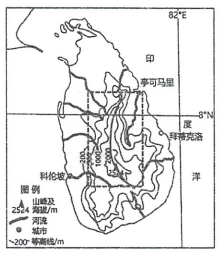 82°E
印
亭可马里
8°N
度
拜蒂克洛
200
1000
2000
科伦坡
2524
洋
图例
山峰及
2524 海拔/m
河流
城市
200 等高线/m